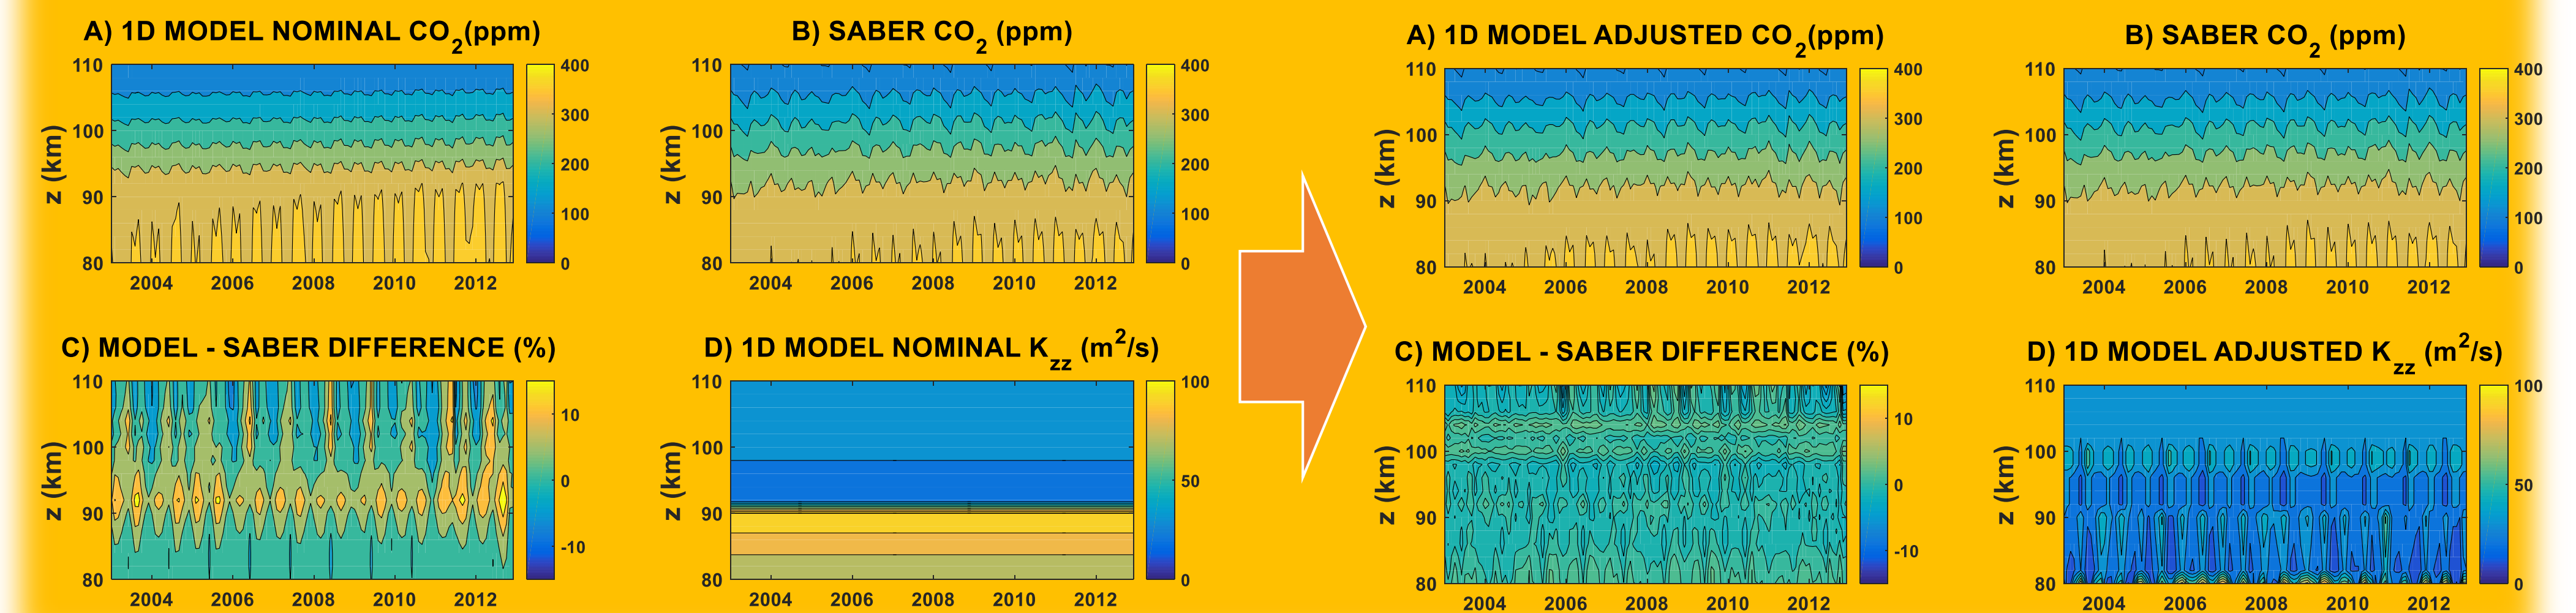 A) 1D MODEL NOMINAL CO2(ppm)
110
100
90
80
z (km)
2004 2006 2008 2010 2012
400
300
200
100
0
B) SABER CO2 (ppm)
110
100
90
80
z (km)
2004 2006 2008 2010 2012
400
300
200
100
0
C) MODEL - SABER DIFFERENCE (%)
110
100
90
80
z (km)
2004 2006 2008 2010 2012
10
0
-10
D) 1D MODEL NOMINAL Kzz (m2/s)
110
100
90
80
z (km)
2004 2006 2008 2010 2012
100
50
0
A) 1D MODEL ADJUSTED CO2(ppm)
110
100
90
80
z (km)
2004 2006 2008 2010 2012
400
300
200
100
0
B) SABER CO2 (ppm)
110
100
90
80
z (km)
2004 2006 2008 2010 2012
400
300
200
100
0
C) MODEL - SABER DIFFERENCE (%)
110
100
90
80
z (km)
2004 2006 2008 2010 2012
10
0
-10
D) 1D MODEL ADJUSTED Kzz (m2/s)
110
100
90
80
z (km)
2004 2006 2008 2010 2012
100
50
0